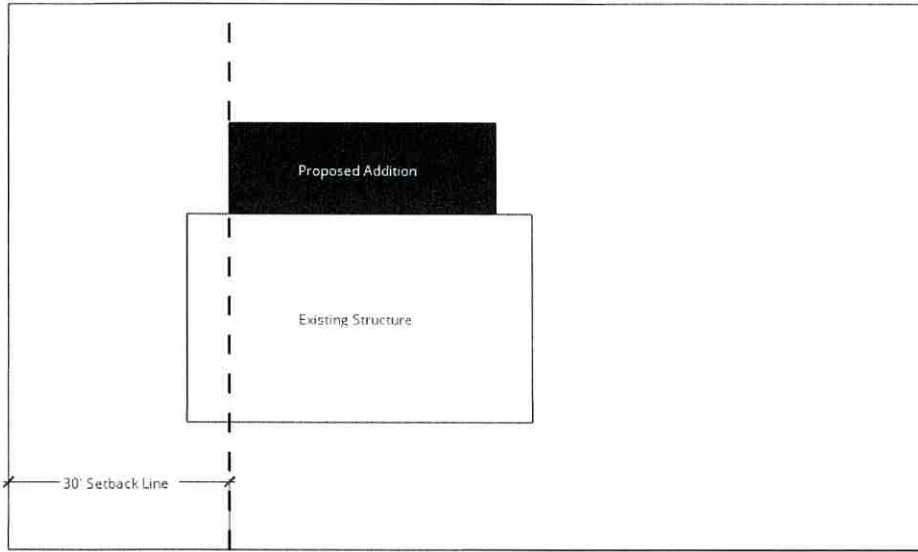 Proposed Addition
Existing Structure
30' Setback Line